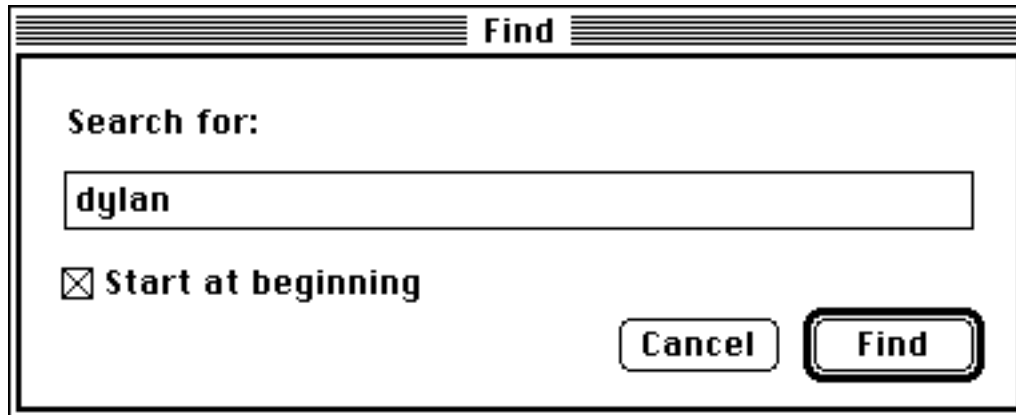 Find
Search for:
dylan
Start at beginning
Cancel Find